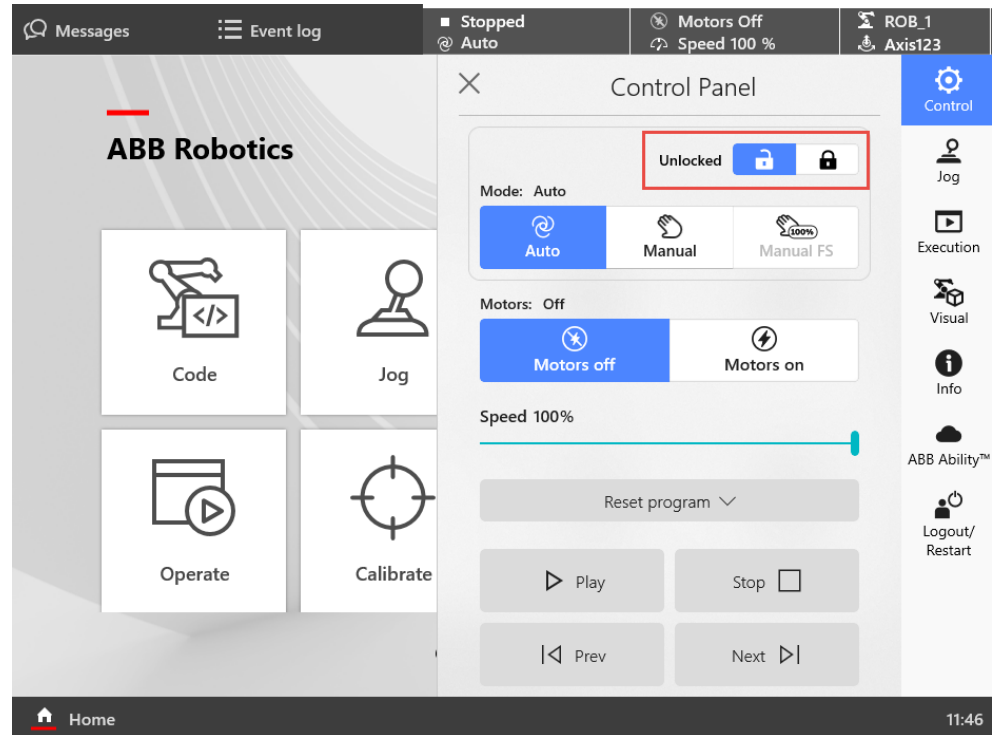 Messages
Event log
Stopped
Auto
Motors Off
Speed 100 %
ROB_1
Axis123
ABB Robotics
Code
Jog
Operate
Calibrate
Control Panel
Unlocked
Mode: Auto
Auto
Manual
100%
Manual FS
Motors: Off
Motors off
Motors on
Speed 100%
Reset program
Play
Stop
Prev
Next
Control
Jog
Execution
Visual
Info
ABB Ability™
Logout/
Restart
Home
11:46